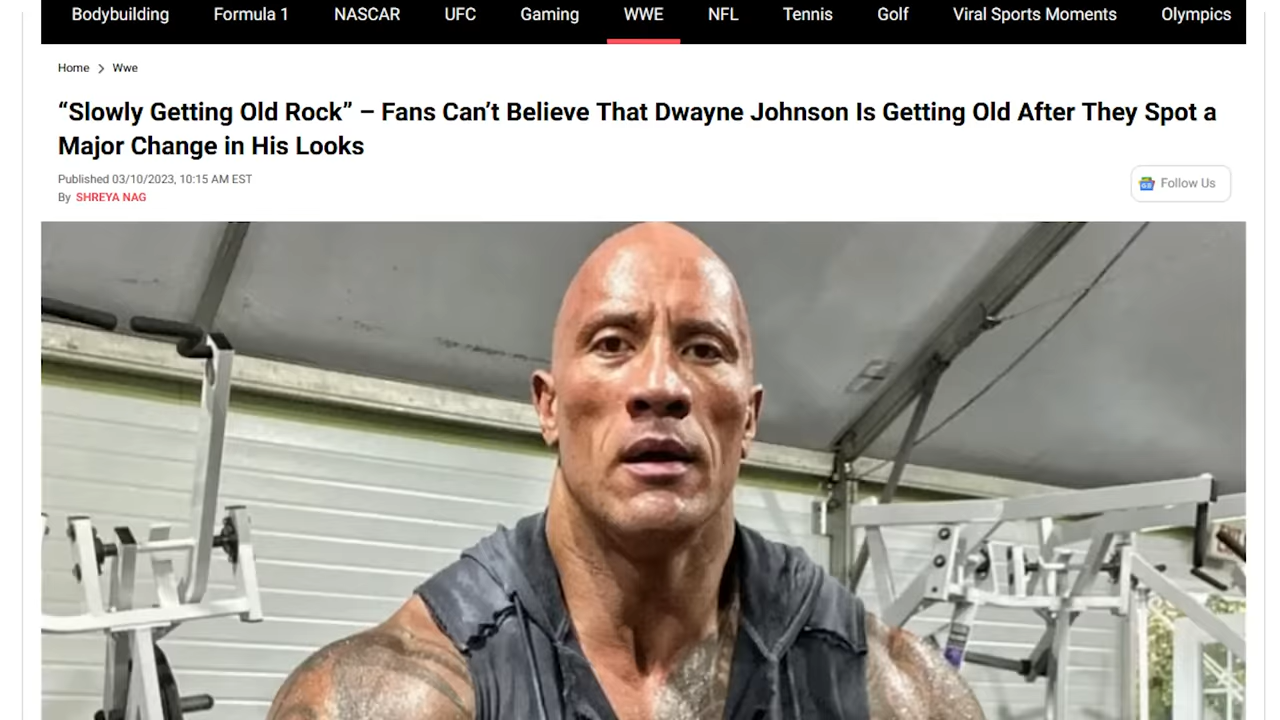 Bodybuilding Formula 1 NASCAR UFC Gaming WWE NFL Tennis Golf Viral Sports Moments Olympics
Home > Wwe
“Slowly Getting Old Rock” – Fans Can’t Believe That Dwayne Johnson Is Getting Old After They Spot a
Major Change in His Looks
Published 03/10/2023, 10:15 AM EST
By SHREYA NAG
Follow Us